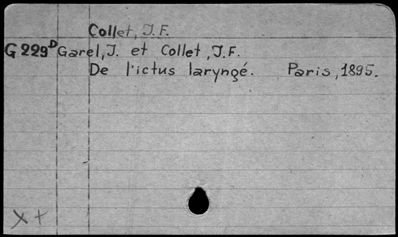 Collet, J.F.
G 229D Garel, J. et Collet, J.F.
De l'ictus laryngé. Paris, 1895.
X +